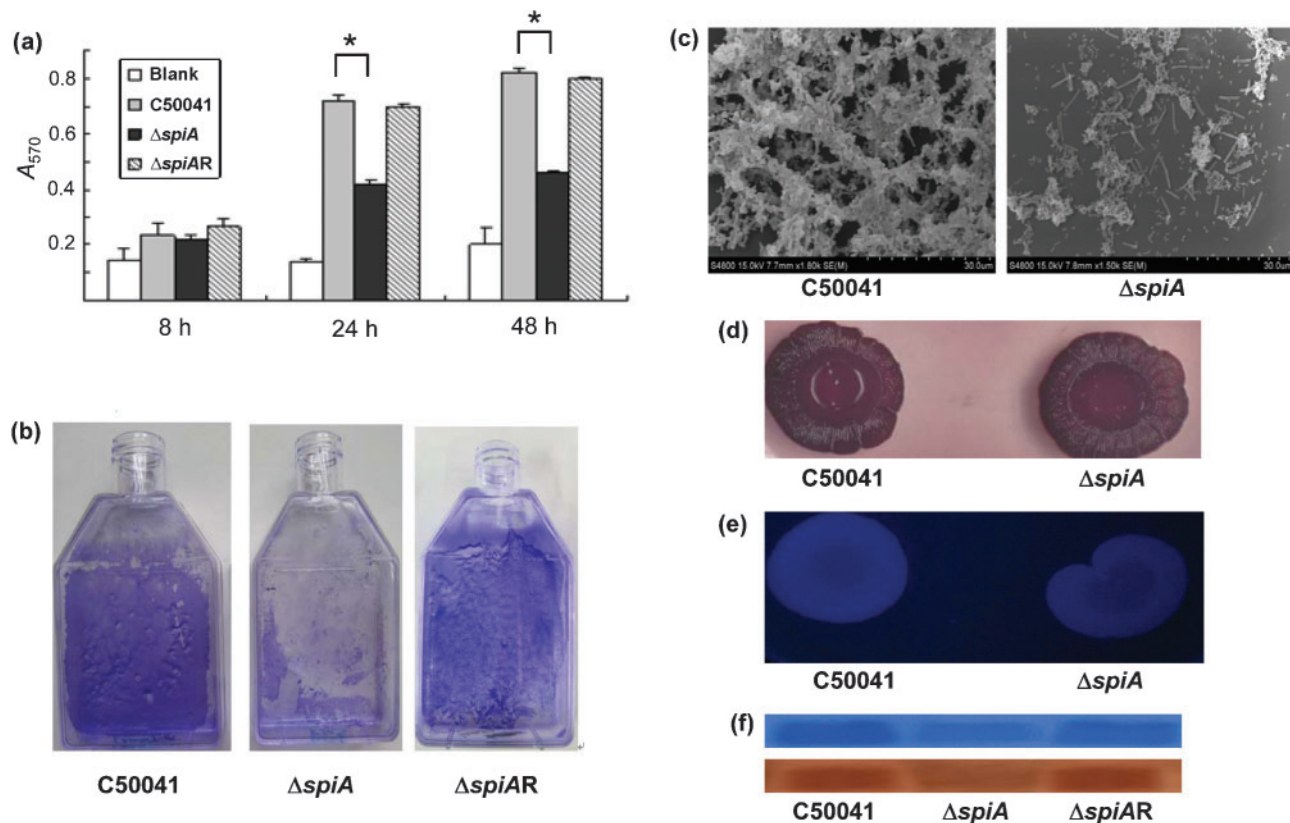 (a)
*
*
0.8
0.6
0.4
0.2
A570
Blank
C50041
ΔspiA
ΔspiAR
8 h
24 h
48 h
(b)
C50041
ΔspiA
ΔspiAR
(c)
S4800 15.0kV 7.7mm x1.80k SE(M)
30.0um
S4800 15.0kV 7.8mm x1.50k SE(M)
30.0um
C50041
ΔspiA
(d)
C50041
ΔspiA
(e)
C50041
ΔspiA
(f)
C50041
ΔspiA
ΔspiAR